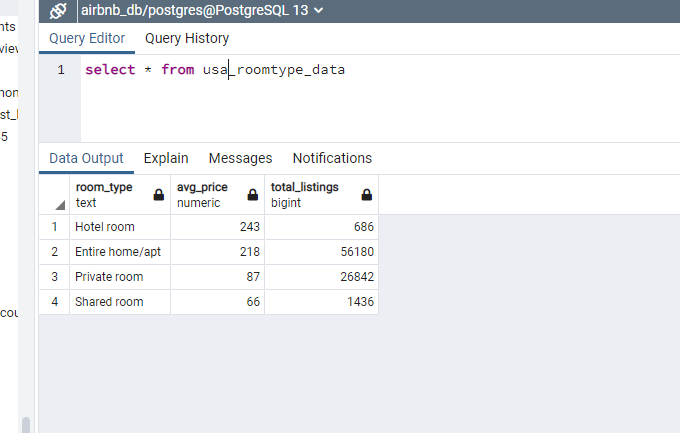 airbnb_db/postgres@PostgreSQL 13
nts
Query Editor Query History
view
1 select * from usa_roomtype_data
non
st_l
5
Data Output Explain Messages Notifications
room_type avg_price total_listings
text numeric bigint
1 Hotel room 243 686
2 Entire home/apt 218 56180
3 Private room 87 26842
4 Shared room 66 1436
cou